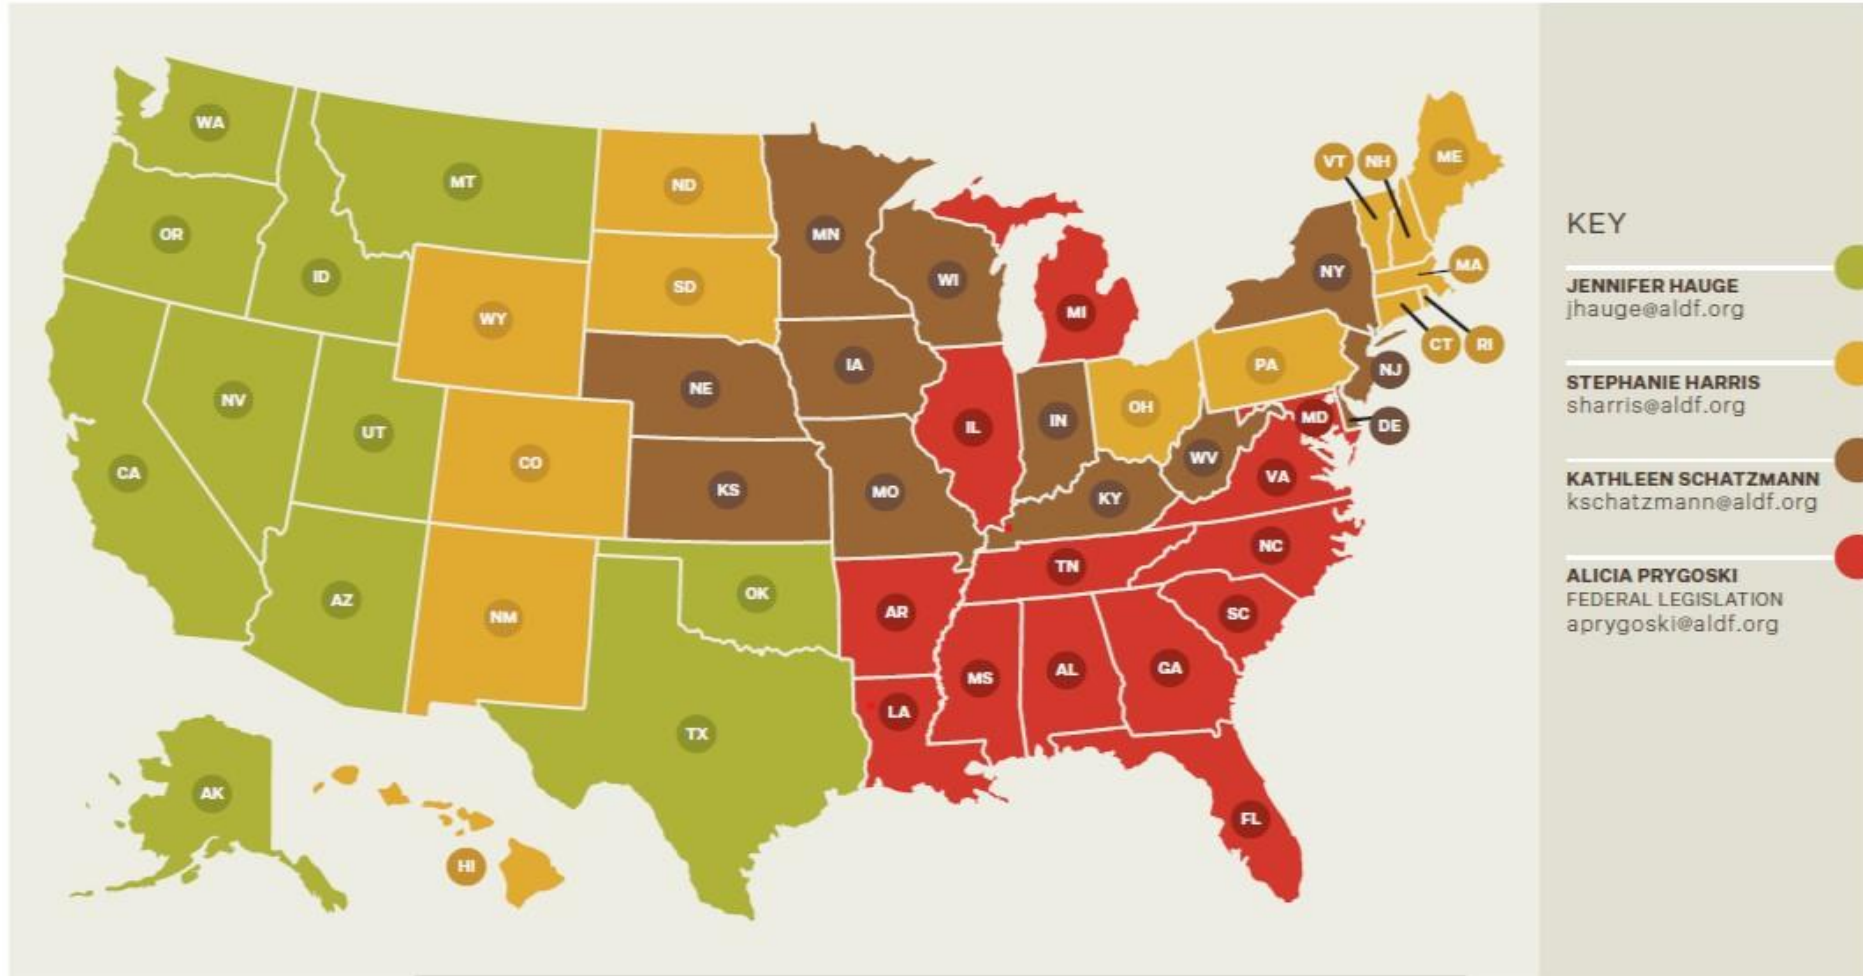 WA
MT
ND
MN
OR
ID
SD
WI
MI
WY
VT
NH
ME
NY
MA
CT
RI
IA
NE
PA
NJ
NV
UT
OH
IL
IN
MD
DE
CO
CA
KS
MO
WV
KY
VA
NC
TN
AZ
NM
OK
AR
SC
MS
AL
GA
LA
TX
AK
HI
FL
KEY
JENNIFER HAUGE
jhauge@aldf.org
STEPHANIE HARRIS
sharris@aldf.org
KATHLEEN SCHATZMANN
kschatzmann@aldf.org
ALICIA PRYGOSKI
FEDERAL LEGISLATION
aprygoski@aldf.org